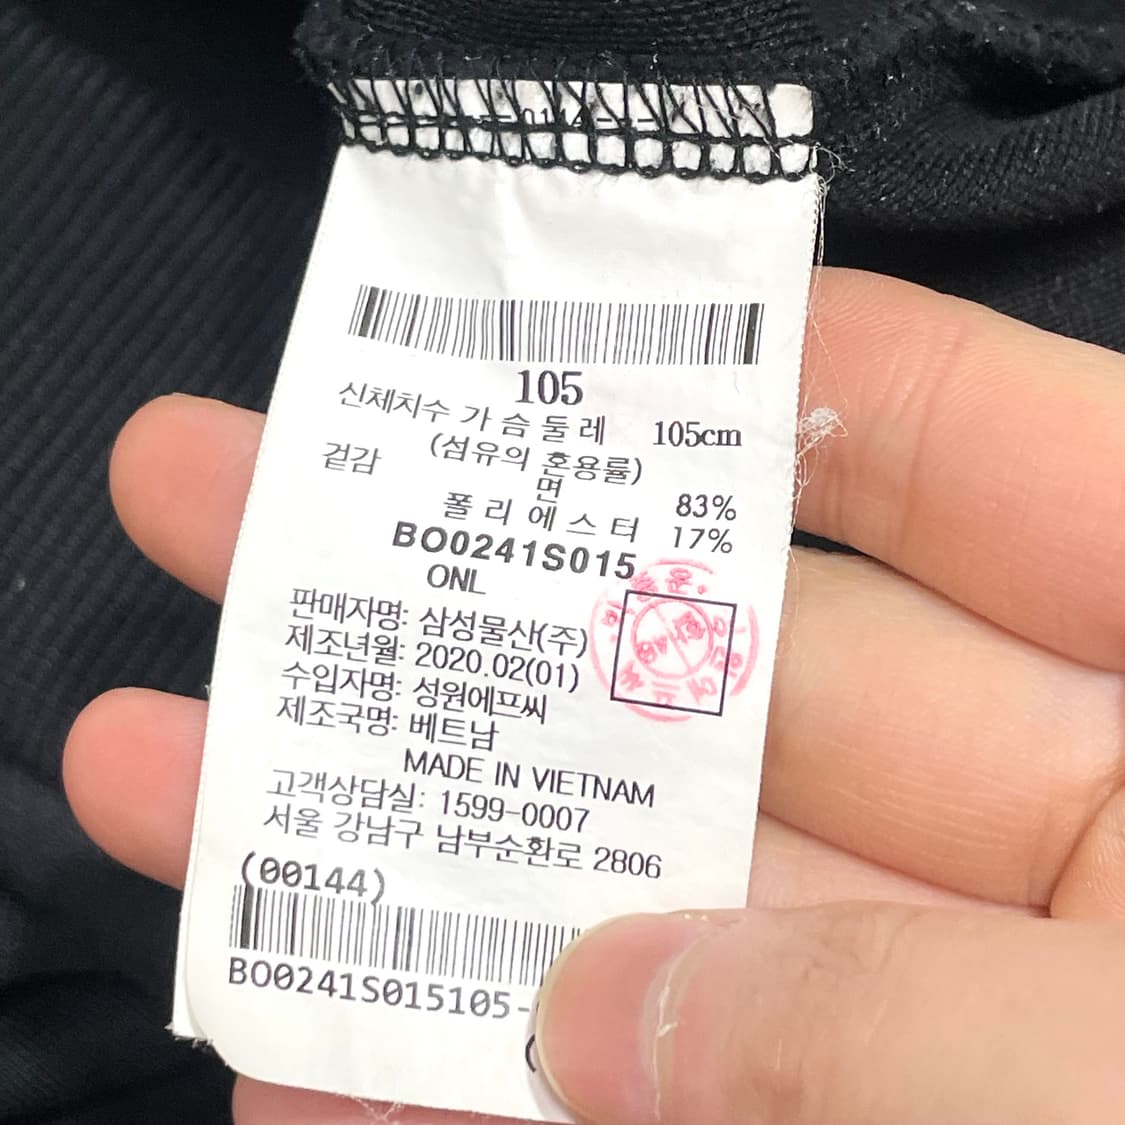 105
신체치수 가 슴 둘 레 105cm
(섬유의 혼용률)
겉감 면 83%
폴 리 에 스 터 17%
BO0241S015
ONL
판매자명: 삼성물산(주)
제조년월: 2020.02(01)
수입자명: 성원에프씨
제조국명: 베트남
MADE IN VIETNAM
고객상담실: 1599-0007
서울 강남구 남부순환로 2806
(00144)
BO0241S015105-